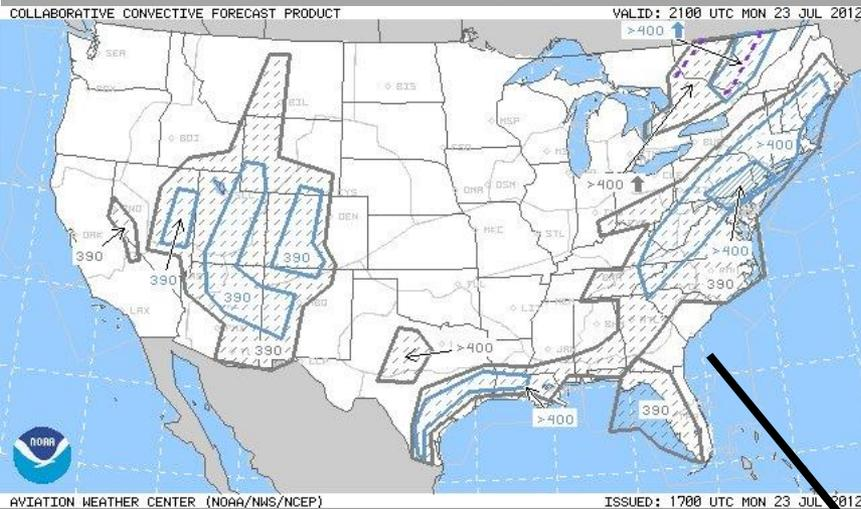 COLLABORATIVE CONVECTIVE FORECAST PRODUCT
VALID: 2100 UTC MON 23 JUL 2012
>400
SEA
BIL
BIS
MSP
>400
BOI
>400
CYS
OMA
DSM
DEN
OAK
MKC
STL
390
390
390
>400
390
390
LAX
390
>400
390
>400
NOAA
AVIATION WEATHER CENTER (NOAA/NWS/NCEP)
ISSUED: 1700 UTC MON 23 JUL 2012